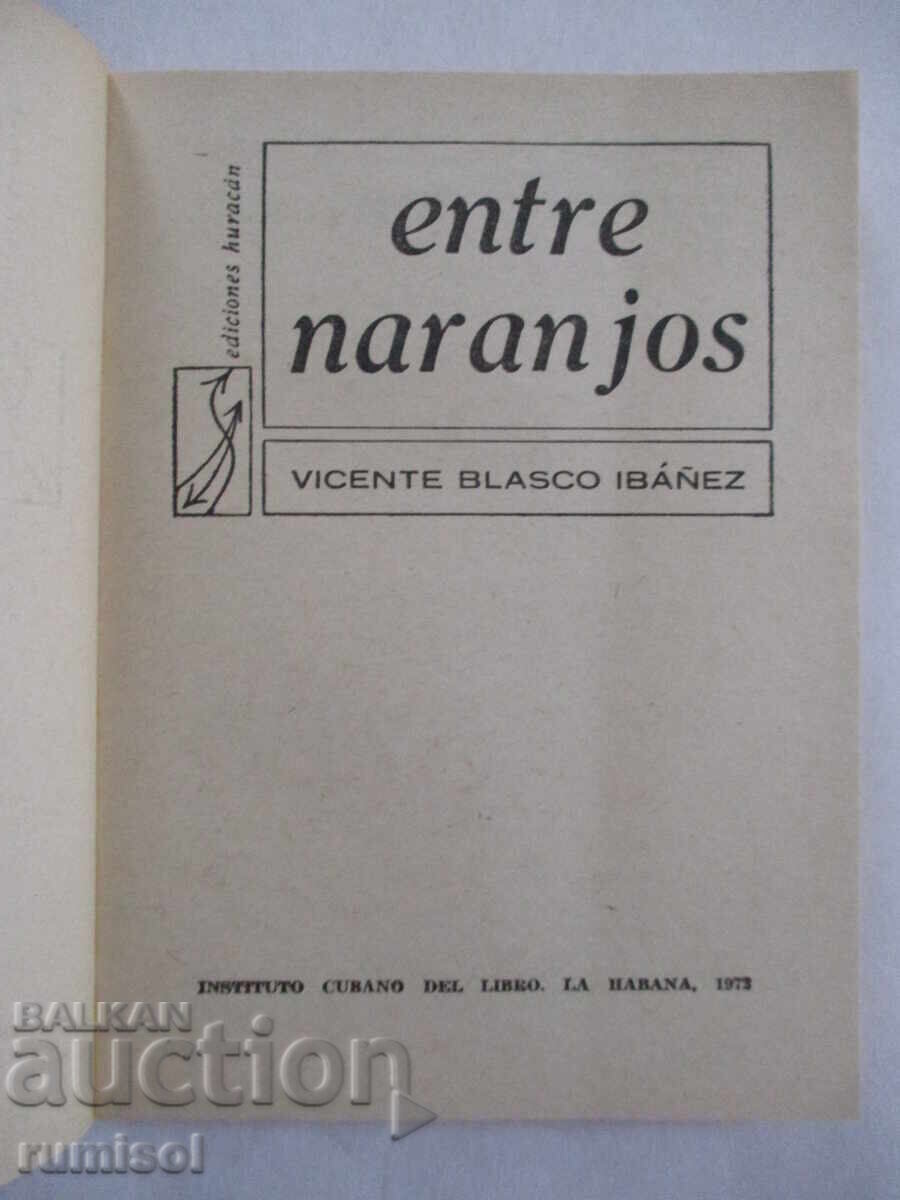 ediciones huracán
entre
naranjos
VICENTE BLASCO IBÁÑEZ
INSTITUTO CUBANO DEL LIBRO. LA HABANA, 1973
BALKAN
auction
rumisol